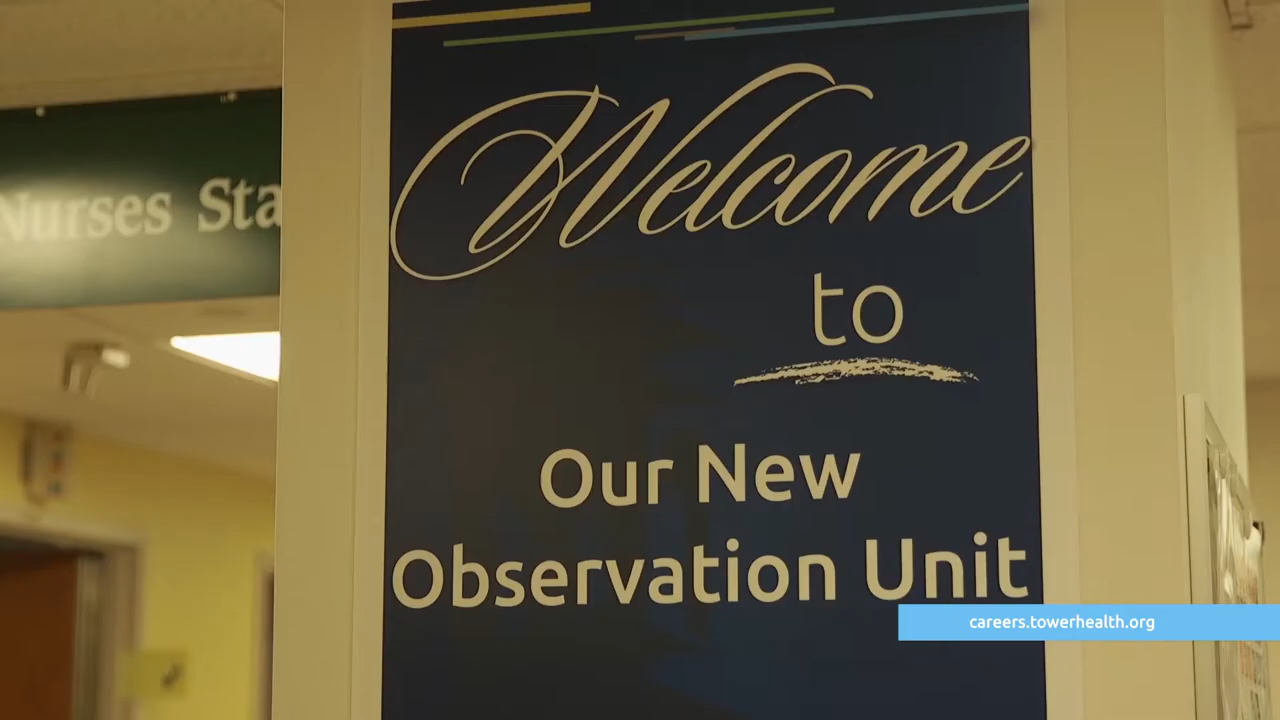 Nurses Sta
Welcome
to
Our New
Observation Unit
careers.towerhealth.org